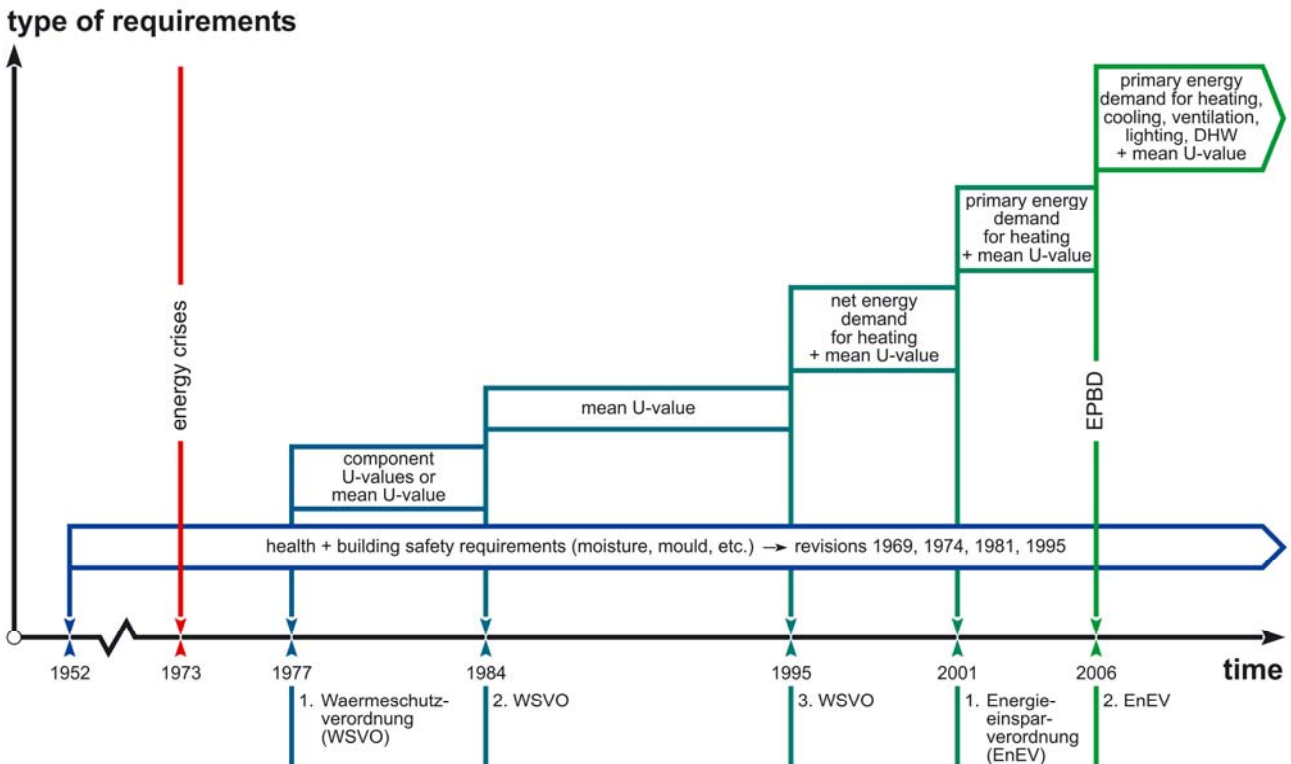 type of requirements
primary energy
demand for heating,
cooling, ventilation,
lighting, DHW
+ mean U-value
primary energy
demand
for heating
+ mean U-value
net energy
demand
for heating
+ mean U-value
energy crises
EPBD
mean U-value
component
U-values or
mean U-value
health + building safety requirements (moisture, mould, etc.) → revisions 1969, 1974, 1981, 1995
1952 1973 1977 1984 1995 2001 2006
time
1. Waermeschutz-
verordnung
(WSVO)
2. WSVO
3. WSVO
1. Energie-
einspar-
verordnung
(EnEV)
2. EnEV